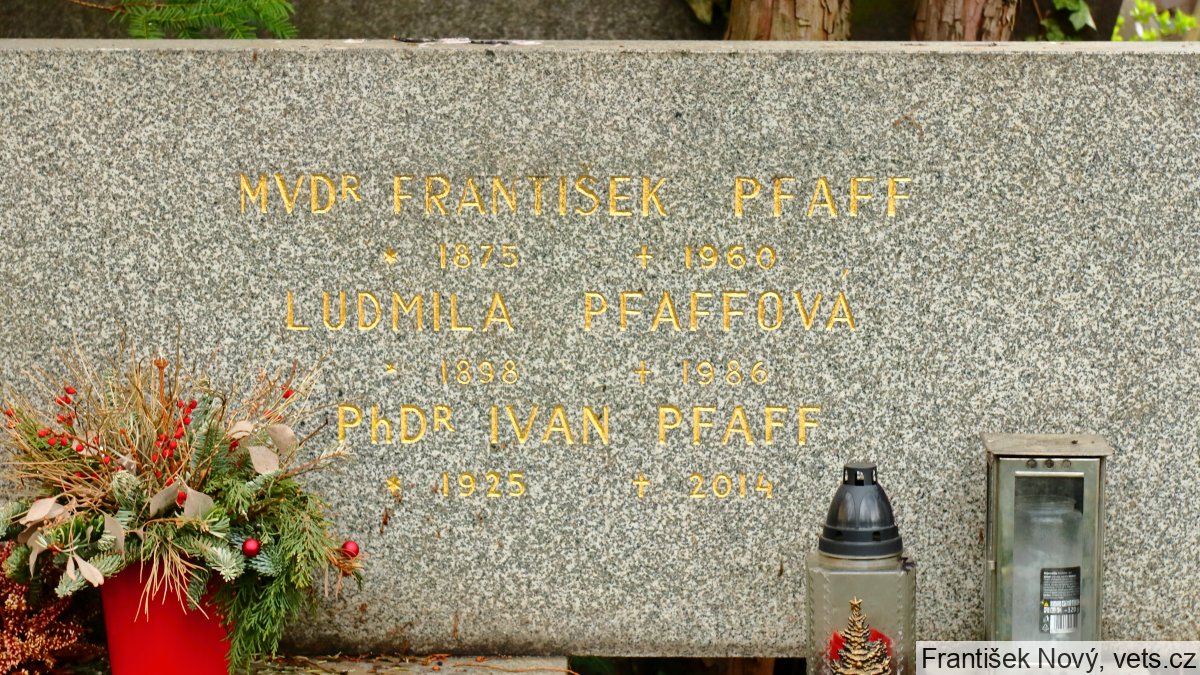 MVDR FRANTIŠEK PFAFF
* 1875 + 1960
LUDMILA PFAFFOVÁ
* 1898 + 1986
PhDR IVAN PFAFF
* 1925 + 2014
František Nový, vets.cz